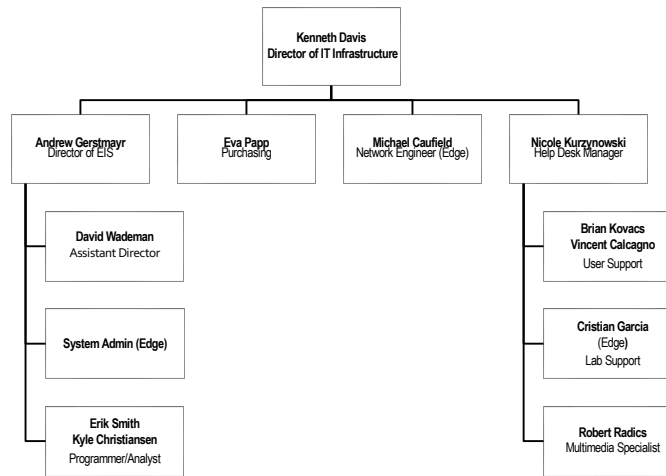 Kenneth Davis
Director of IT Infrastructure
Andrew Gerstmayr
Director of EIS
Eva Papp
Purchasing
Michael Caufield
Network Engineer (Edge)
Nicole Kurzynowski
Help Desk Manager
David Wademan
Assistant Director
System Admin (Edge)
Erik Smith
Kyle Christiansen
Programmer/Analyst
Brian Kovacs
Vincent Calcagno
User Support
Cristian Garcia
(Edge)
Lab Support
Robert Radics
Multimedia Specialist